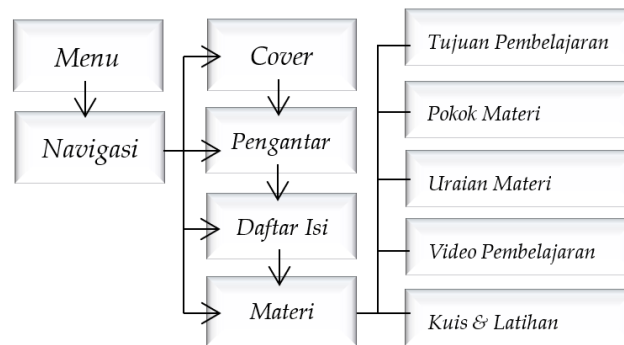 Menu
Navigasi
Cover
Pengantar
Daftar Isi
Materi
Tujuan Pembelajaran
Pokok Materi
Uraian Materi
Video Pembelajaran
Kuis & Latihan